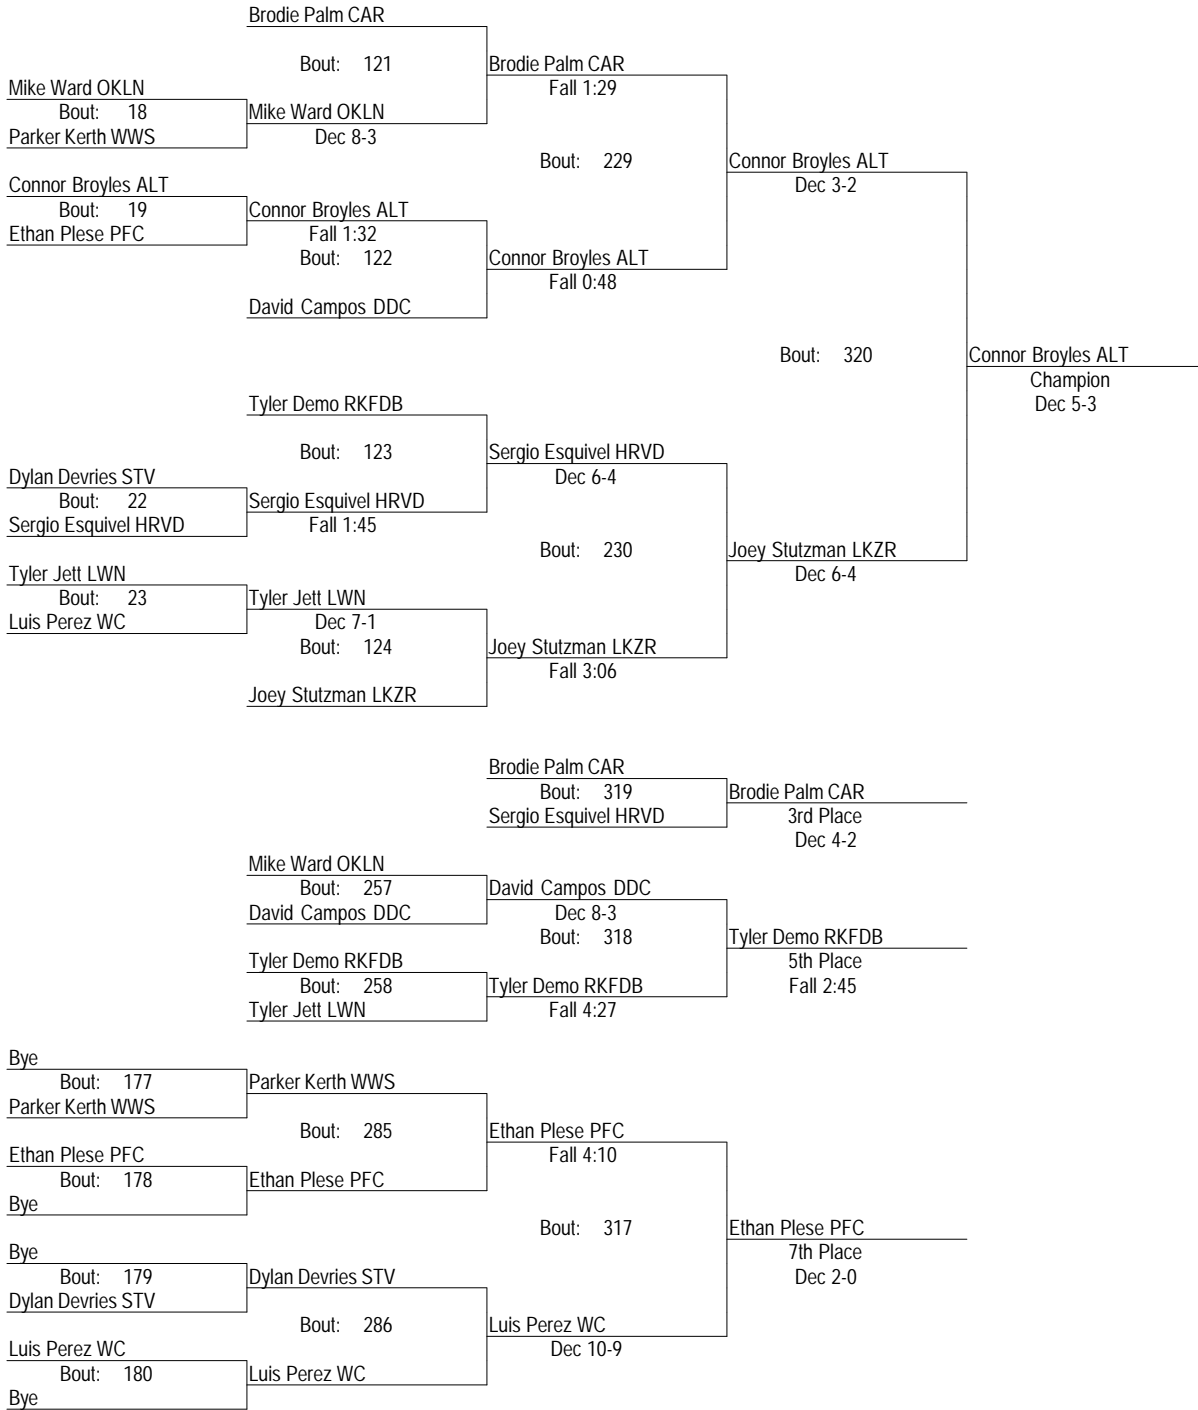 Brodie Palm CAR
Bout: 121
Brodie Palm CAR
Fall 1:29
Mike Ward OKLN
Bout: 18
Parker Kerth WWS
Mike Ward OKLN
Dec 8-3
Bout: 229
Connor Broyles ALT
Dec 3-2
Connor Broyles ALT
Bout: 19
Ethan Plese PFC
Connor Broyles ALT
Fall 1:32
Bout: 122
Connor Broyles ALT
Fall 0:48
David Campos DDC
Bout: 320
Connor Broyles ALT
Champion
Dec 5-3
Tyler Demo RKFDB
Bout: 123
Sergio Esquivel HRVD
Dec 6-4
Dylan Devries STV
Bout: 22
Sergio Esquivel HRVD
Sergio Esquivel HRVD
Fall 1:45
Bout: 230
Joey Stutzman LKZR
Dec 6-4
Tyler Jett LWN
Bout: 23
Luis Perez WC
Tyler Jett LWN
Dec 7-1
Bout: 124
Joey Stutzman LKZR
Fall 3:06
Joey Stutzman LKZR
Brodie Palm CAR
Bout: 319
Sergio Esquivel HRVD
Brodie Palm CAR
3rd Place
Dec 4-2
Mike Ward OKLN
Bout: 257
David Campos DDC
David Campos DDC
Dec 8-3
Bout: 318
Tyler Demo RKFDB
5th Place
Fall 2:45
Tyler Demo RKFDB
Bout: 258
Tyler Jett LWN
Tyler Demo RKFDB
Fall 4:27
Bye
Bout: 177
Parker Kerth WWS
Parker Kerth WWS
Bout: 285
Ethan Plese PFC
Fall 4:10
Ethan Plese PFC
Bout: 178
Bye
Ethan Plese PFC
Bout: 317
Ethan Plese PFC
7th Place
Dec 2-0
Bye
Bout: 179
Dylan Devries STV
Dylan Devries STV
Bout: 286
Luis Perez WC
Dec 10-9
Luis Perez WC
Bout: 180
Bye
Luis Perez WC